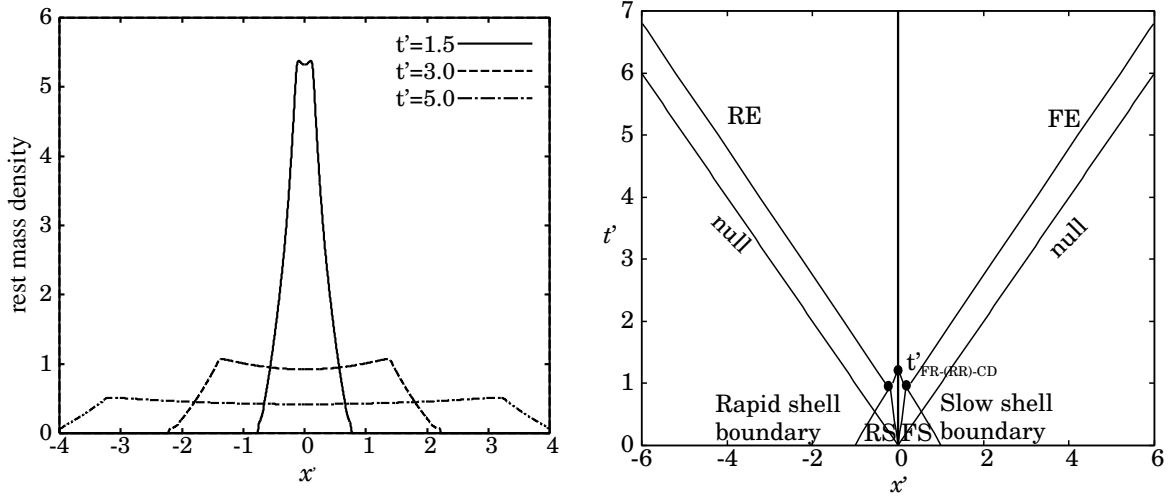 6
5
4
3
2
1
0
rest mass density
t'=1.5
t'=3.0
t'=5.0
-4 -3 -2 -1 0 1 2 3 4
x'
7
6
5
4
3
2
1
0
t'
RE
FE
null
null
t'FR-(RR)-CD
Rapid shell
boundary
Slow shell
boundary
RS FS
-6 -4 -2 0 2 4 6
x'